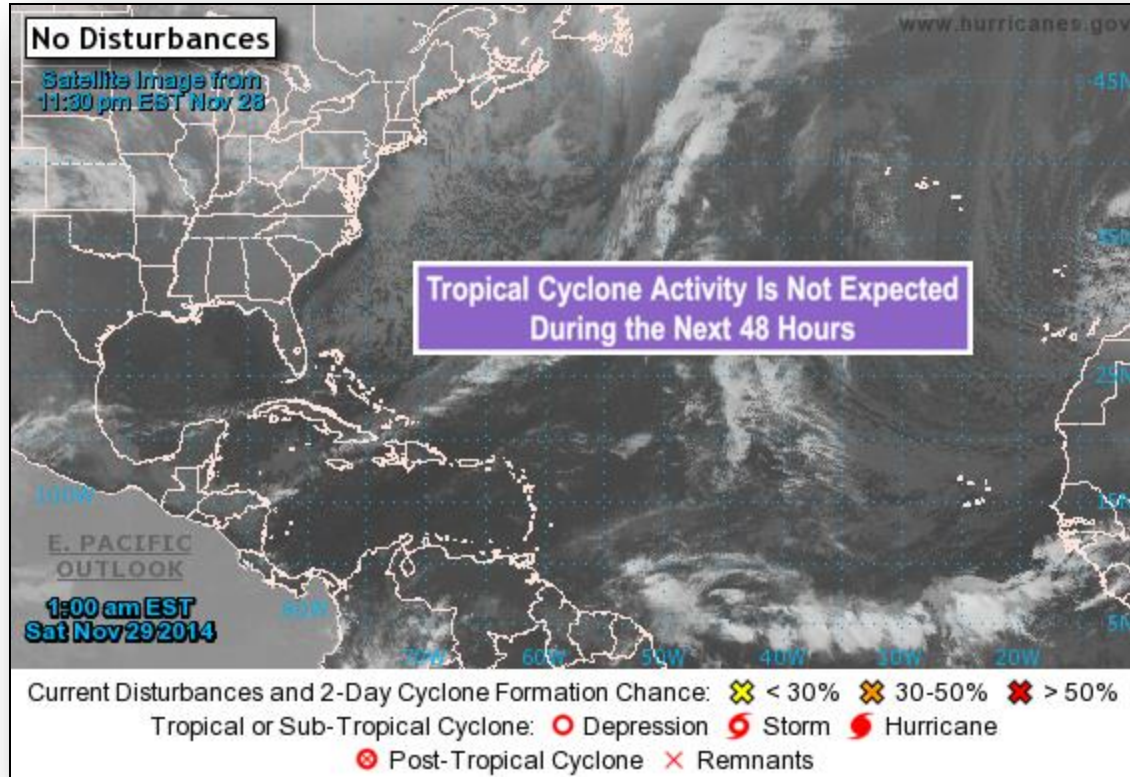 No Disturbances
www.hurricanes.gov
Satellite Image from
11:30 pm EST Nov 28
45N
35N
Tropical Cyclone Activity Is Not Expected
During the Next 48 Hours
25N
100W
15N
E. PACIFIC
OUTLOOK
1:00 am EST
Sat Nov 29 2014
80W
5N
70W 60W 50W 40W 30W 20W
Current Disturbances and 2-Day Cyclone Formation Chance: < 30% 30-50% > 50%
Tropical or Sub-Tropical Cyclone: Depression Storm Hurricane
Post-Tropical Cyclone Remnants